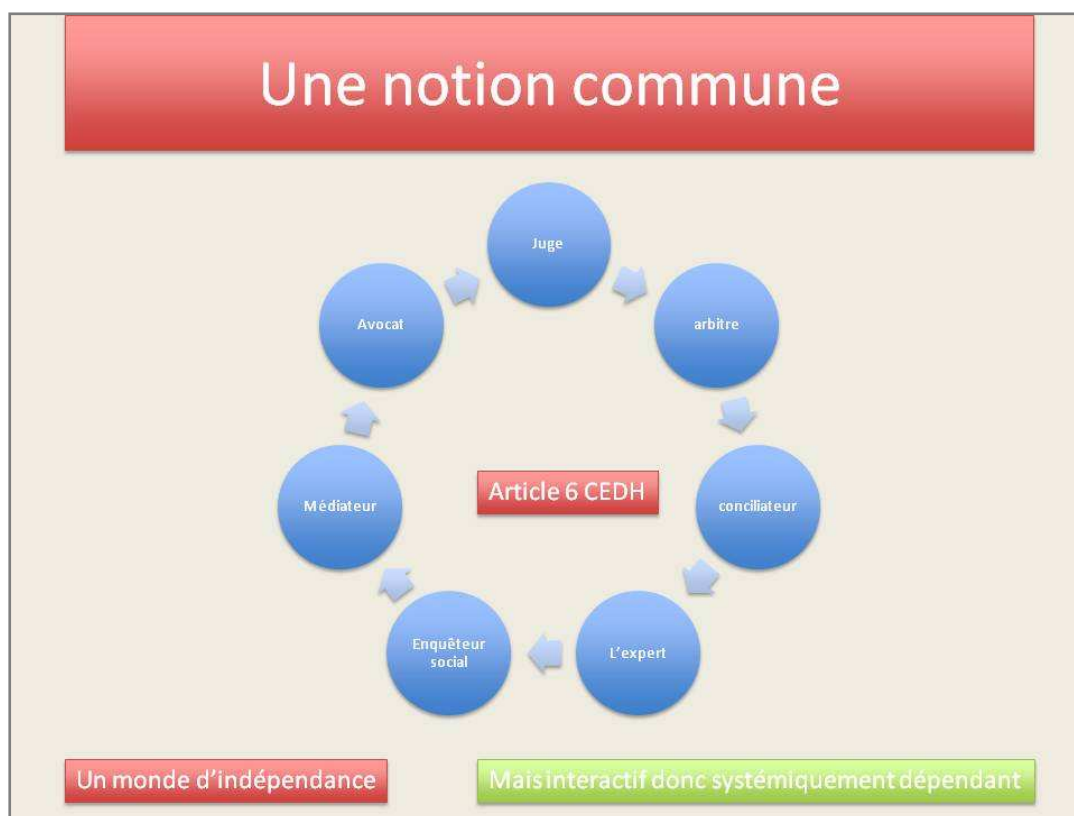 Une notion commune
Juge
arbitre
conciliateur
L'expert
Enquêteur
social
Médiateur
Avocat
Article 6 CEDH
Un monde d'indépendance
Mais interactif donc systémiquement dépendant